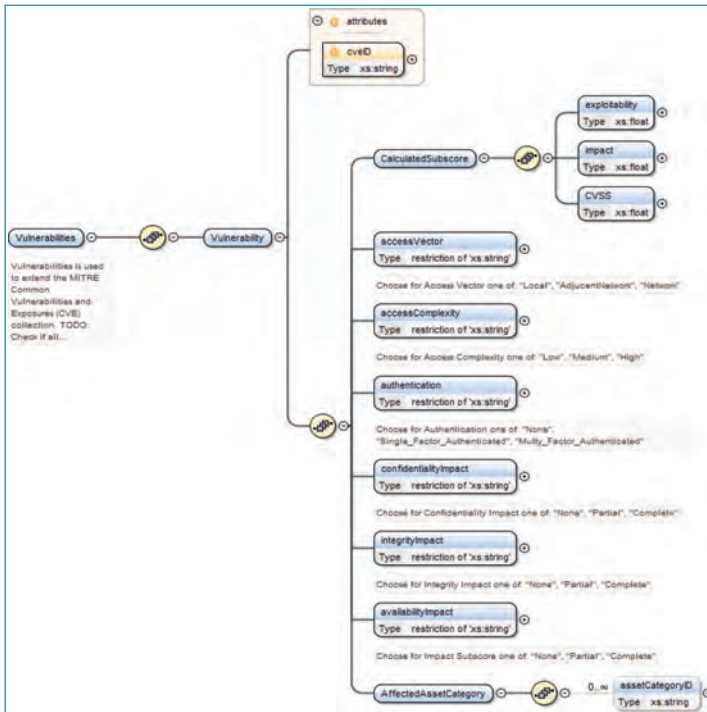 attributes
cveID
Type xs:string
exploitability
Type xs:float
CalculatedSubscore
impact
Type xs:float
CVSS
Type xs:float
Vulnerabilities
Vulnerability
Vulnerabilities is used
to extend the MITRE
Common
Vulnerabilities and
Exposures (CVE)
collection. TODO:
Check if all...
accessVector
Type restriction of 'xs:string'
Choose for Access Vector one of: "Local", "AdjucentNetwork", "Network"
accessComplexity
Type restriction of 'xs:string'
Choose for Access Complexity one of: "Low", "Medium", "High"
authentication
Type restriction of 'xs:string'
Choose for Authentication one of: "None",
"Single_Factor_Authenticated", "Multy_Factor_Authenticated"
confidentialityImpact
Type restriction of 'xs:string'
Choose for Confidentiality Impact one of: "None", "Partial", "Complete"
integrityImpact
Type restriction of 'xs:string'
Choose for Integrity Impact one of: "None", "Partial", "Complete"
availabilityImpact
Type restriction of 'xs:string'
Choose for Impact Subscore one of: "None", "Partial", "Complete"
AffectedAssetCategory
0..∞
assetCategoryID
Type xs:string